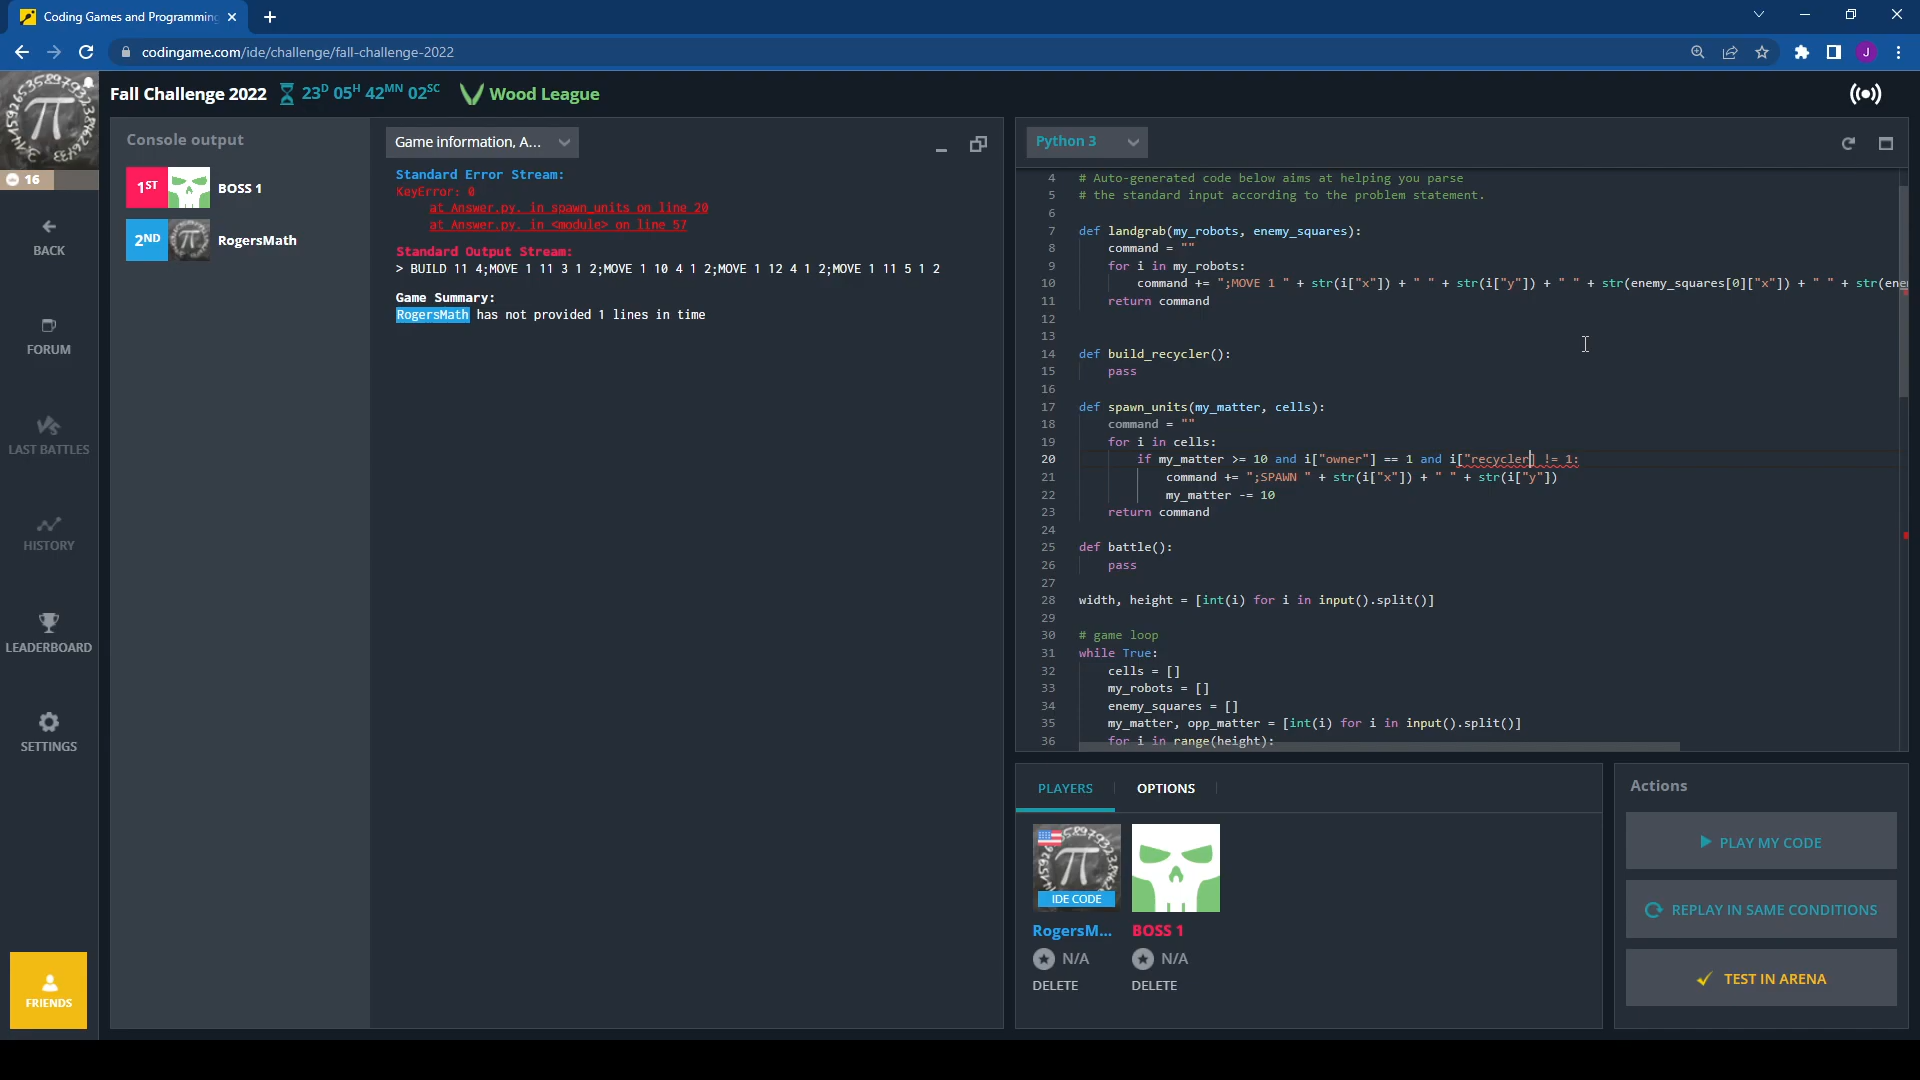 Coding Games and Programming
codingame.com/ide/challenge/fall-challenge-2022
J
Fall Challenge 2022 23D 05H 42MN 02SC Wood League
16
BACK
FORUM
LAST BATTLES
HISTORY
LEADERBOARD
SETTINGS
FRIENDS
Console output
1ST BOSS 1
2ND RogersMath
Game information, A...
Standard Error Stream:
KeyError: 0
at Answer.py. in spawn_units on line 20
at Answer.py. in <module> on line 57
Standard Output Stream:
> BUILD 11 4;MOVE 1 11 3 1 2;MOVE 1 10 4 1 2;MOVE 1 12 4 1 2;MOVE 1 11 5 1 2
Game Summary:
RogersMath has not provided 1 lines in time
Python 3
4 # Auto-generated code below aims at helping you parse
5 # the standard input according to the problem statement.
6
7 def landgrab(my_robots, enemy_squares):
8 command = ""
9 for i in my_robots:
10 command += ";MOVE 1 " + str(i["x"]) + " " + str(i["y"]) + " " + str(enemy_squares[0]["x"]) + " " + str(ene
11 return command
12
13
14 def build_recycler():
15 pass
16
17 def spawn_units(my_matter, cells):
18 command = ""
19 for i in cells:
20 if my_matter >= 10 and i["owner"] == 1 and i["recycler] != 1:
21 command += ";SPAWN " + str(i["x"]) + " " + str(i["y"])
22 my_matter -= 10
23 return command
24
25 def battle():
26 pass
27
28 width, height = [int(i) for i in input().split()]
29
30 # game loop
31 while True:
32 cells = []
33 my_robots = []
34 enemy_squares = []
35 my_matter, opp_matter = [int(i) for i in input().split()]
36 for i in range(height):
PLAYERS OPTIONS
IDE CODE
RogersM... BOSS 1
N/A N/A
DELETE DELETE
Actions
PLAY MY CODE
REPLAY IN SAME CONDITIONS
TEST IN ARENA